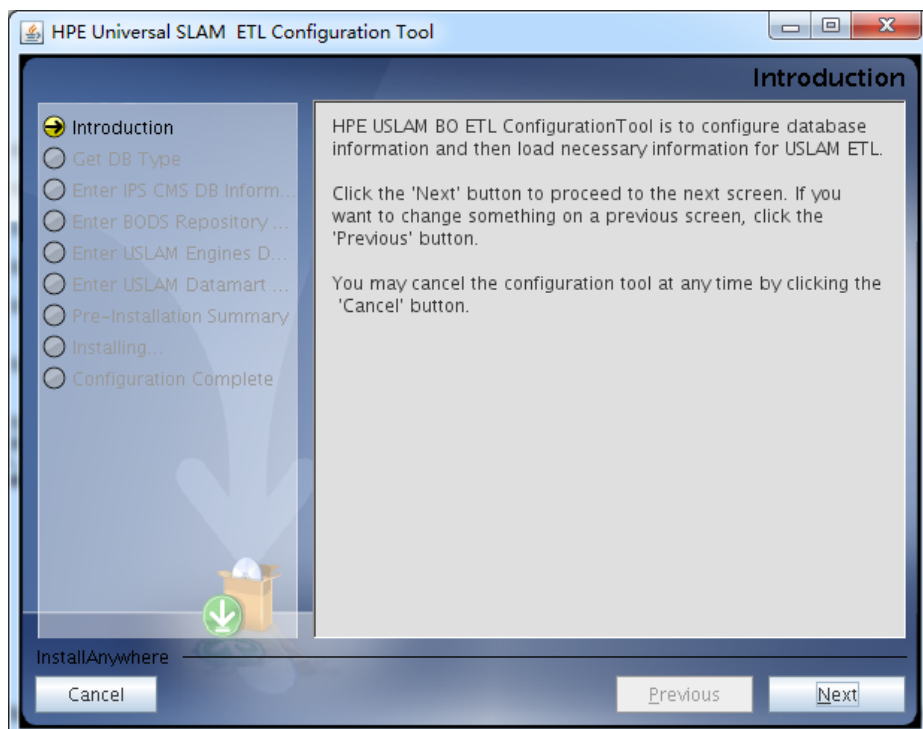 HPE Universal SLAM ETL Configuration Tool
Introduction
Introduction
Get DB Type
Enter IPS CMS DB Inform...
Enter BODS Repository ...
Enter USLAM Engines D...
Enter USLAM Datamart ...
Pre-Installation Summary
Installing...
Configuration Complete
HPE USLAM BO ETL ConfigurationTool is to configure database
information and then load necessary information for USLAM ETL.
Click the 'Next' button to proceed to the next screen. If you
want to change something on a previous screen, click the
'Previous' button.
You may cancel the configuration tool at any time by clicking the
'Cancel' button.
InstallAnywhere
Cancel
Previous
Next